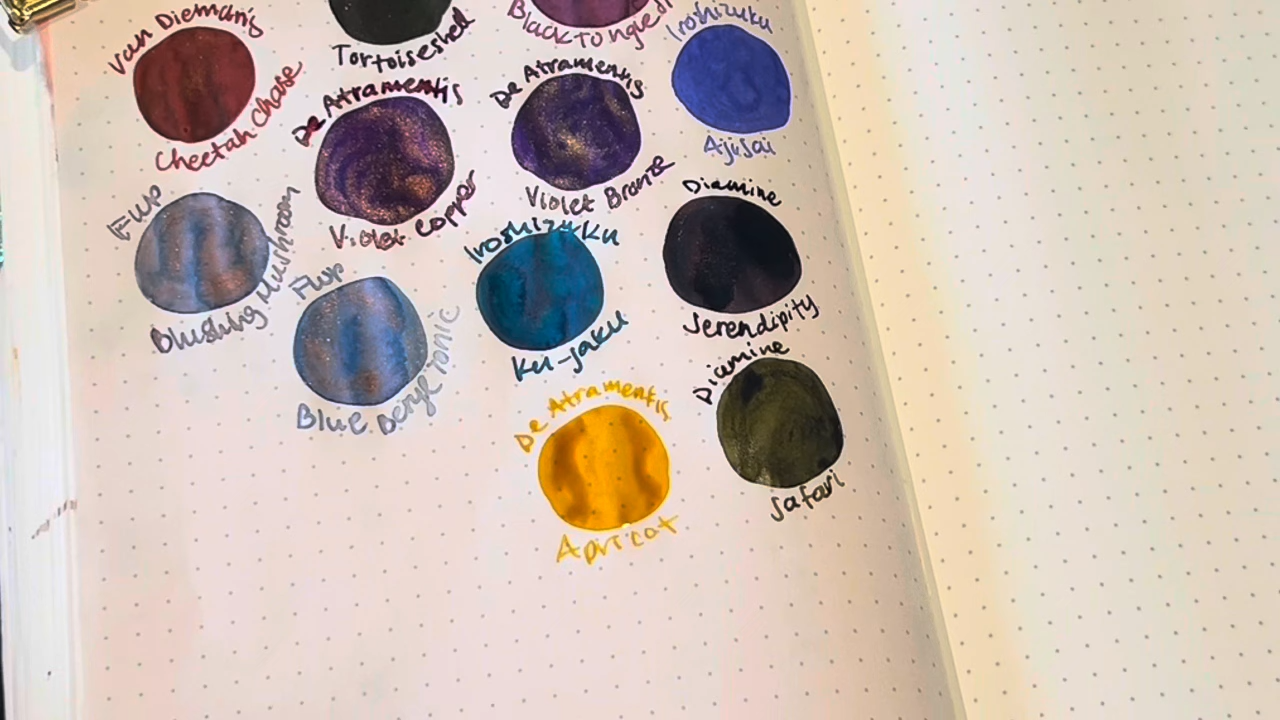 Van Dieman's
Cheetah Chase
Tortoiseshell
Iroshizuku
Ajisai
De Atramentis
Violet Copper
De Atramentis
Violet Bronze
Diamine
Serendipity
FWP
Blushing Mushroom
FWP
Blue
Tonic
Iroshizuku
Ku-jaku
De Atramentis
Apricot
Diamine
Safari